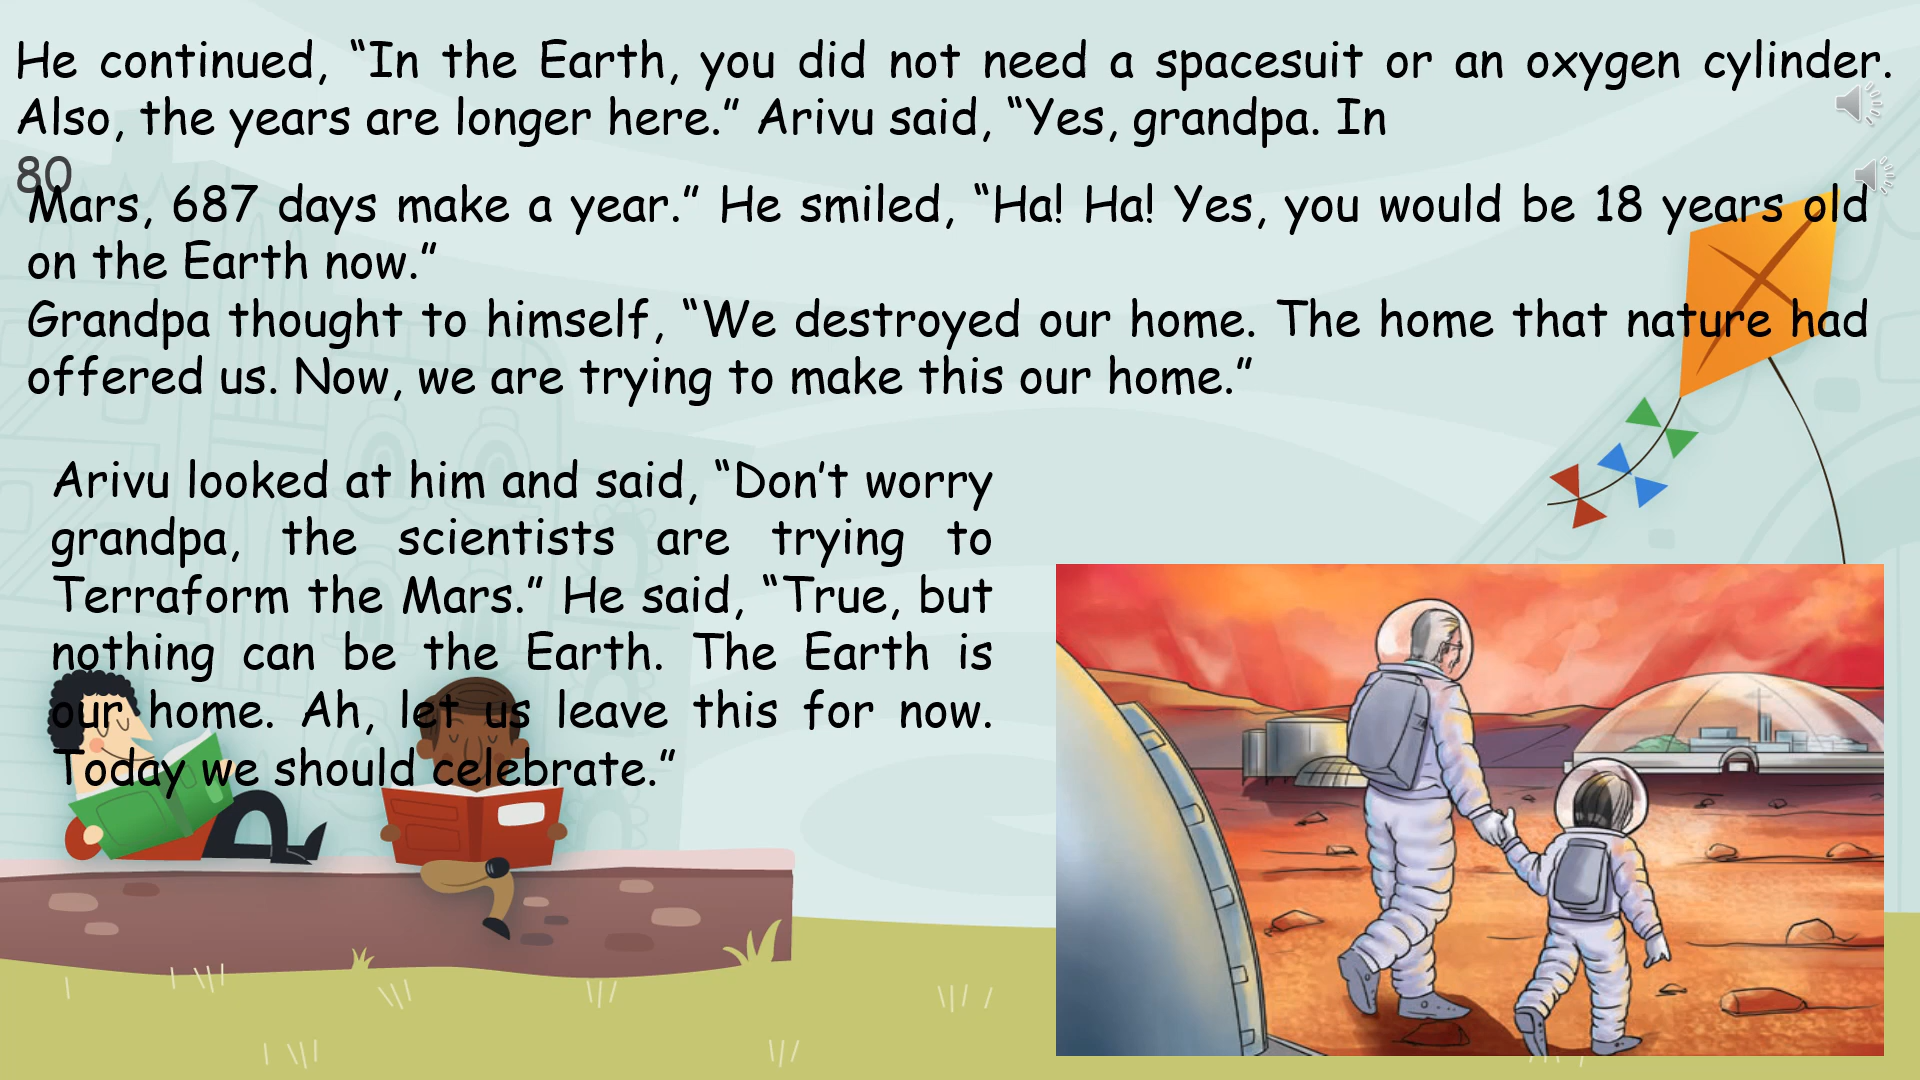 He continued, “In the Earth, you did not need a spacesuit or an oxygen cylinder.
Also, the years are longer here.” Arivu said, “Yes, grandpa. In
80
Mars, 687 days make a year.” He smiled, “Ha! Ha! Yes, you would be 18 years old
on the Earth now.”
Grandpa thought to himself, “We destroyed our home. The home that nature had
offered us. Now, we are trying to make this our home.”
Arivu looked at him and said, “Don’t worry
grandpa, the scientists are trying to
Terraform the Mars.” He said, “True, but
nothing can be the Earth. The Earth is
our home. Ah, let us leave this for now.
Today we should celebrate.”